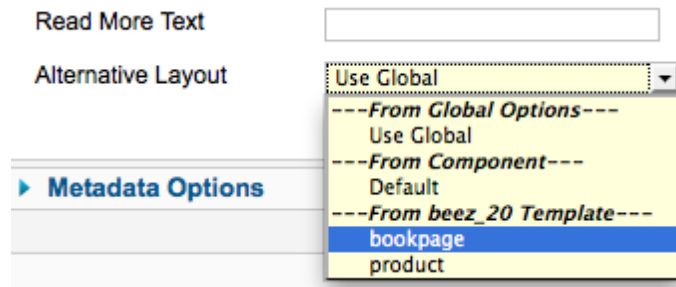 Read More Text
Alternative Layout
Use Global
---From Global Options---
Use Global
---From Component---
Default
---From beez_20 Template---
bookpage
product
Metadata Options